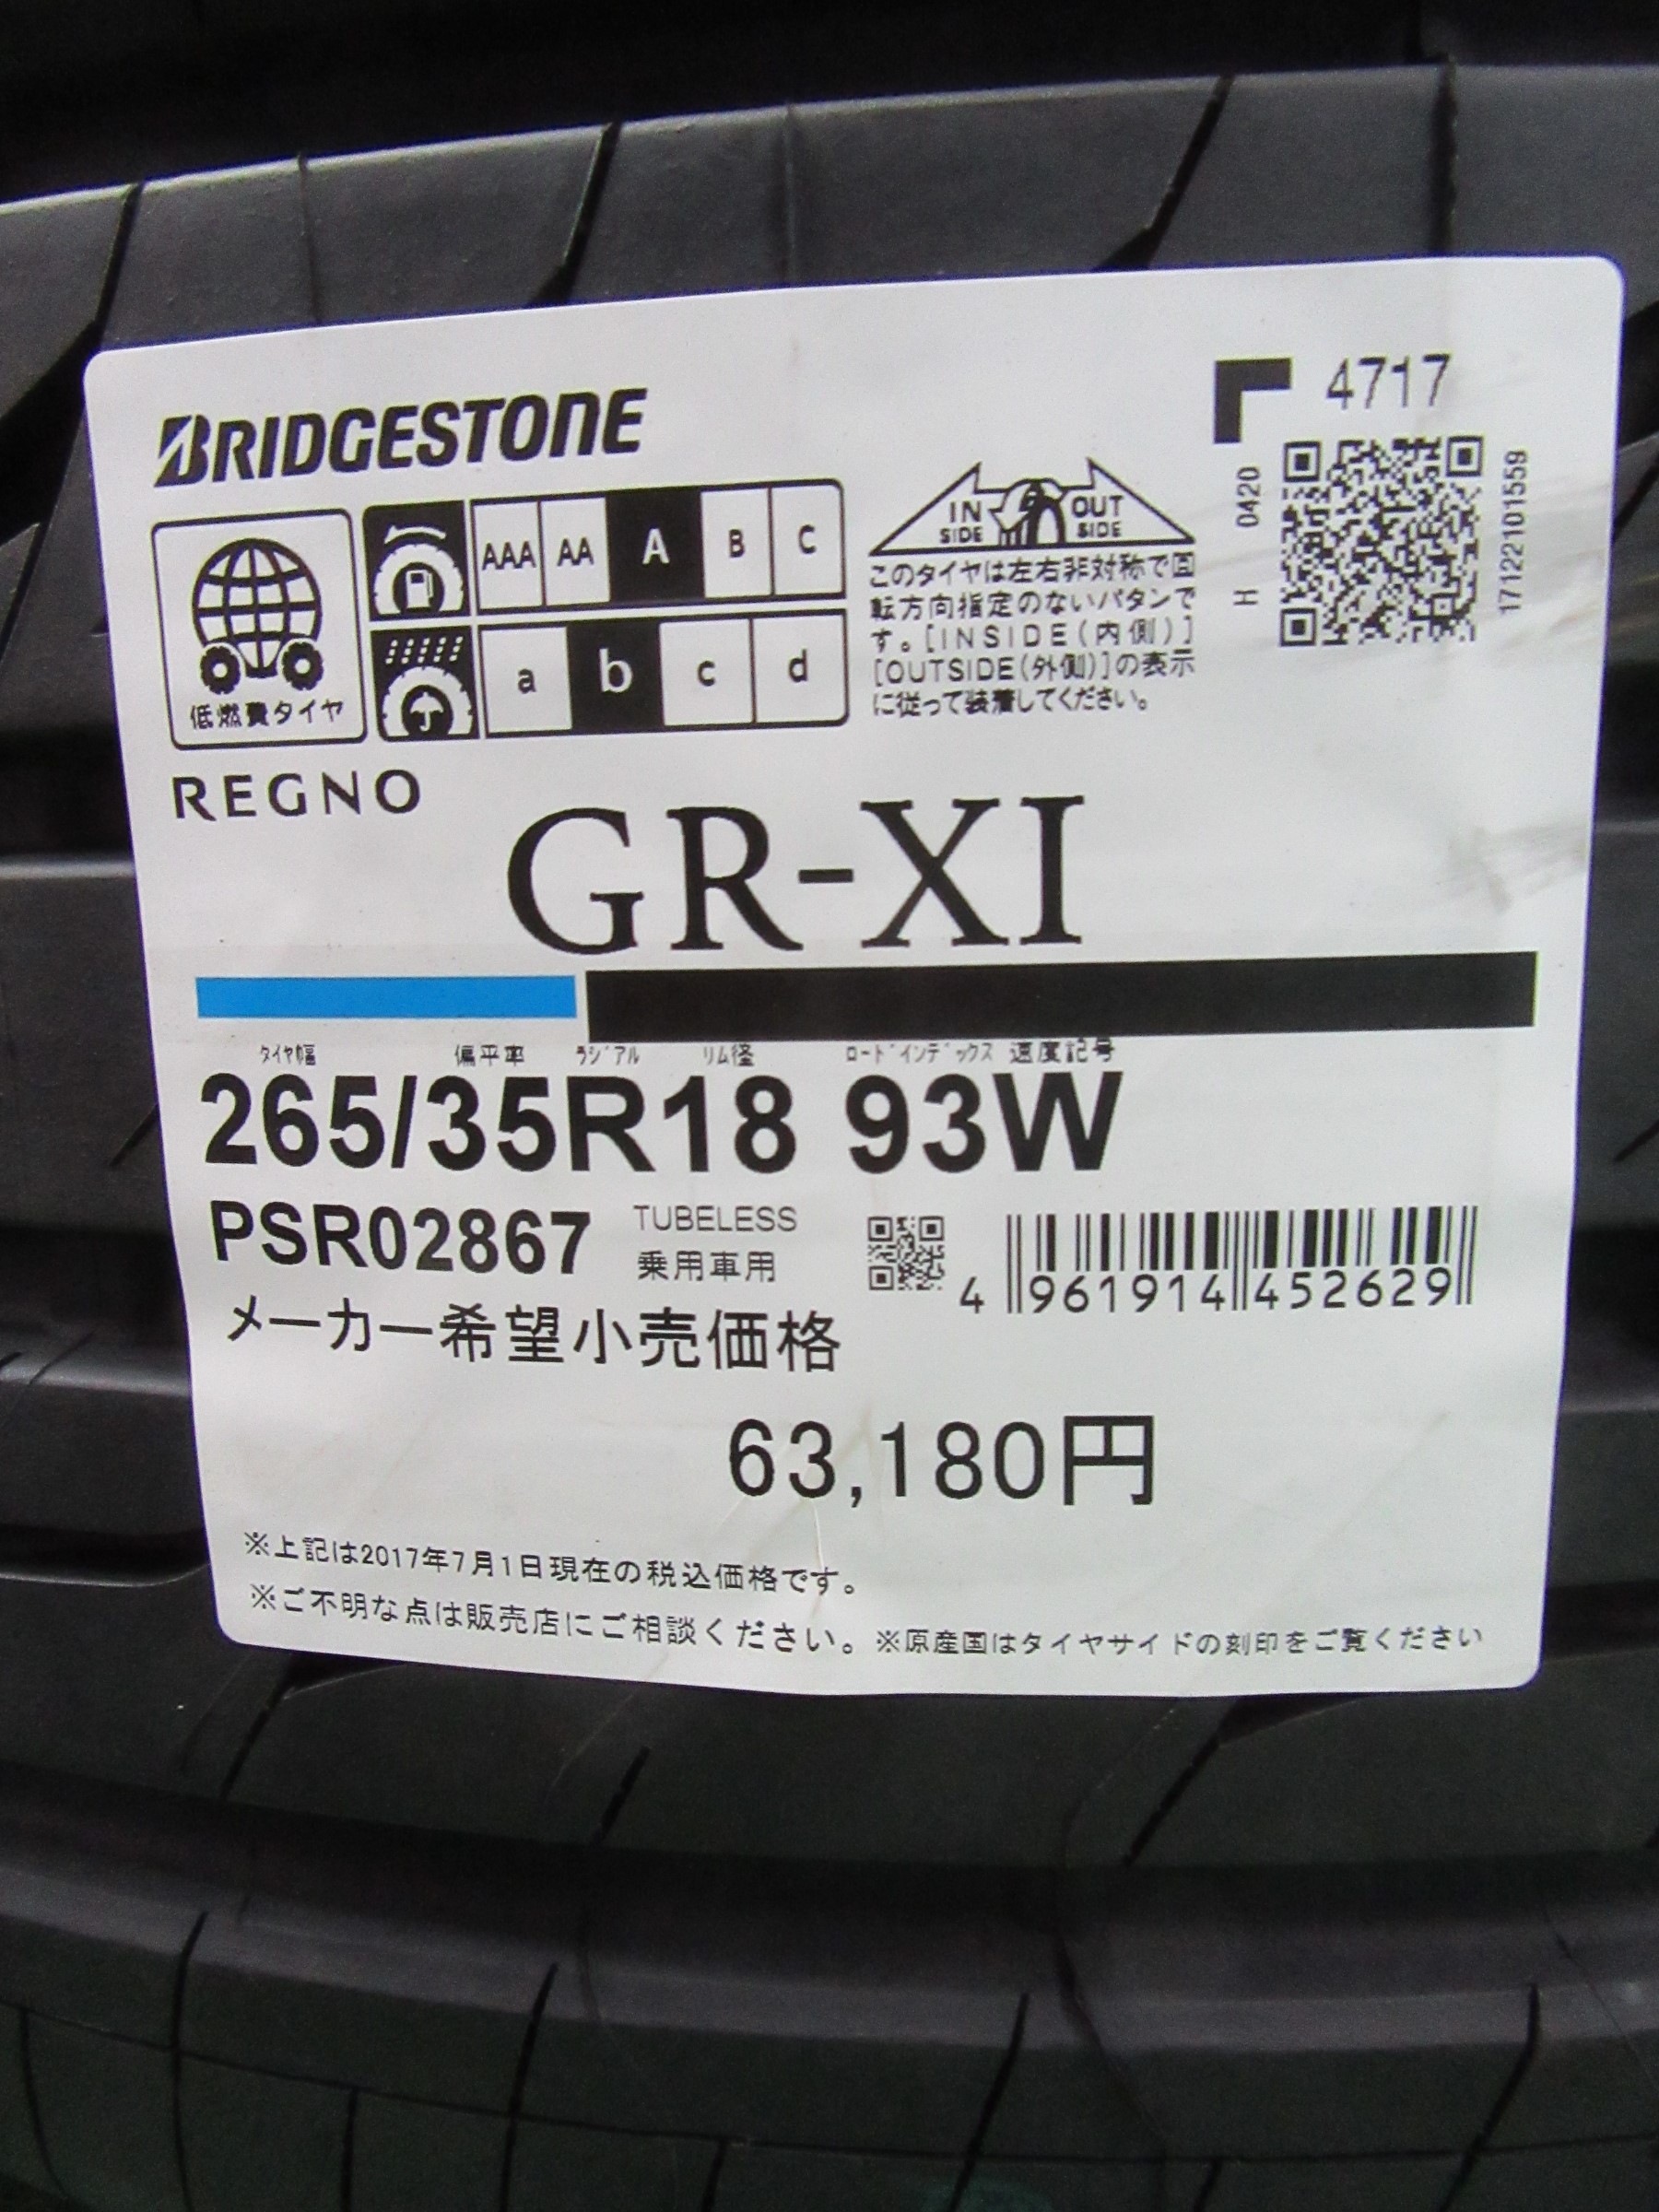 BRIDGESTONE
4717
H 0420
17122101559
低燃費タイヤ
AAA AA A B C
a b c d
IN SIDE OUT SIDE
このタイヤは左右非対称で回
転方向指定のないパタンで
す。[INSIDE(内側)]
[OUTSIDE(外側)]の表示
に従って装着してください。
REGNO
GR-XI
タイヤ幅 偏平率 ラジアル リム径 ロードインデックス 速度記号
265/35R18 93W
PSR02867
TUBELESS
乗用車用
4 961914 452629
メーカー希望小売価格
63,180円
※上記は2017年7月1日現在の税込価格です。
※ご不明な点は販売店にご相談ください。※原産国はタイヤサイドの刻印をご覧ください